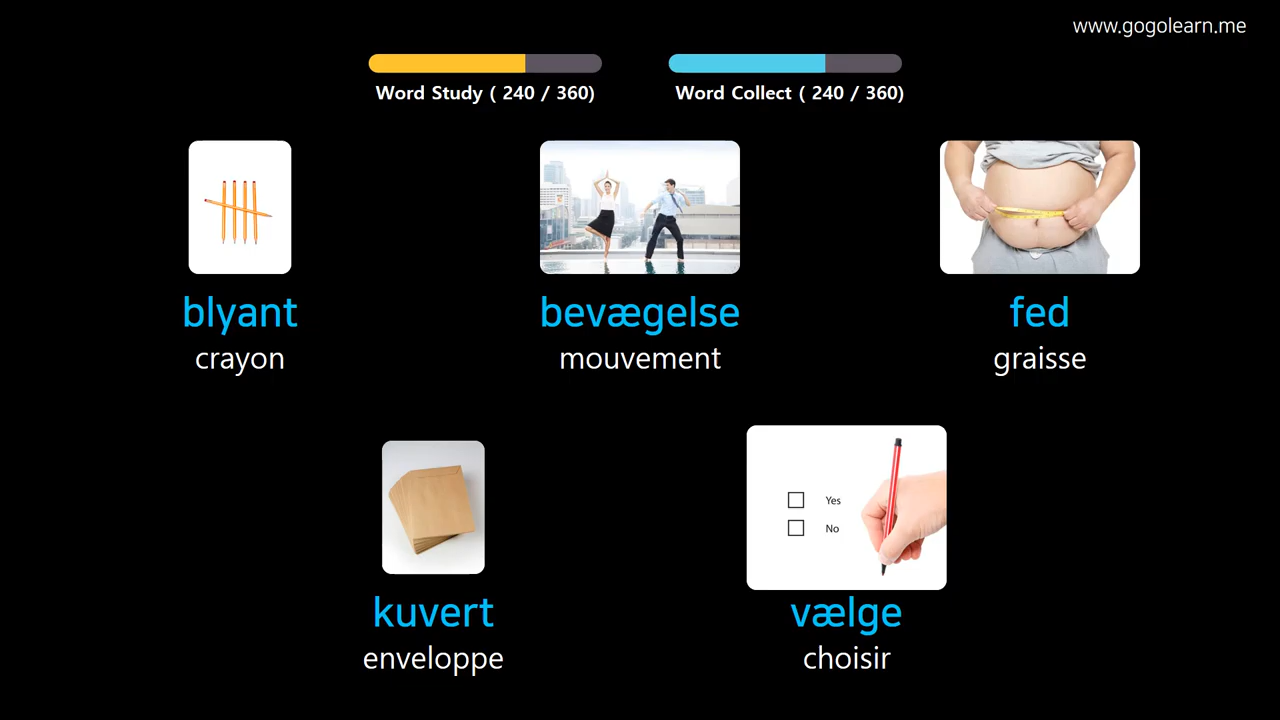 www.gogolearn.me
Word Study ( 240 / 360)
Word Collect ( 240 / 360)
blyant
crayon
bevægelse
mouvement
fed
graisse
Yes
No
kuvert
enveloppe
vælge
choisir